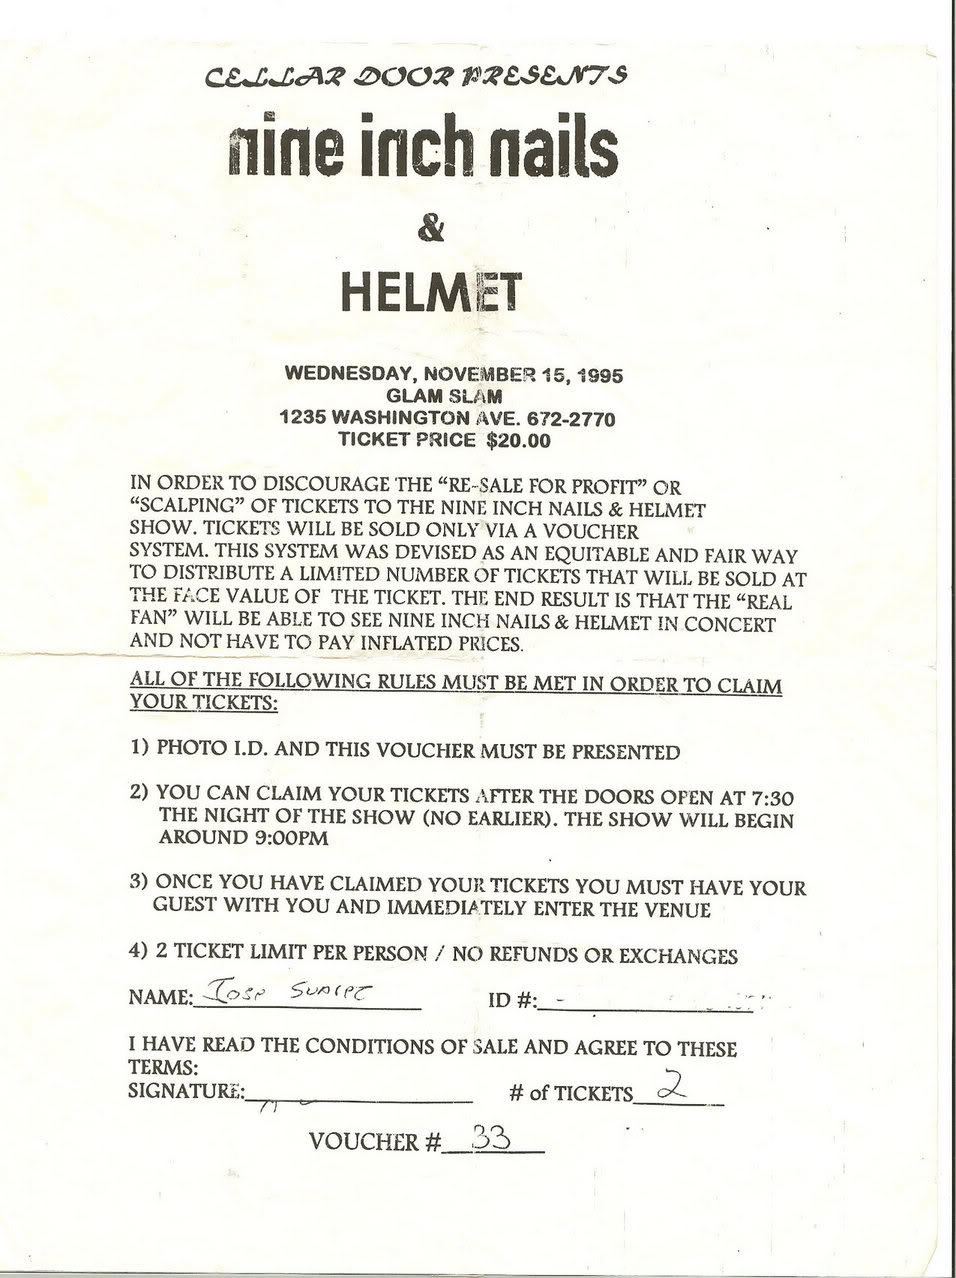 CELLAR DOOR PRESENTS
nine inch nails
&
HELMET
WEDNESDAY, NOVEMBER 15, 1995
GLAM SLAM
1235 WASHINGTON AVE. 672-2770
TICKET PRICE $20.00
IN ORDER TO DISCOURAGE THE “RE-SALE FOR PROFIT” OR
“SCALPING” OF TICKETS TO THE NINE INCH NAILS & HELMET
SHOW. TICKETS WILL BE SOLD ONLY VIA A VOUCHER
SYSTEM. THIS SYSTEM WAS DEVISED AS AN EQUITABLE AND FAIR WAY
TO DISTRIBUTE A LIMITED NUMBER OF TICKETS THAT WILL BE SOLD AT
THE FACE VALUE OF THE TICKET. THE END RESULT IS THAT THE “REAL
FAN” WILL BE ABLE TO SEE NINE INCH NAILS & HELMET IN CONCERT
AND NOT HAVE TO PAY INFLATED PRICES.
ALL OF THE FOLLOWING RULES MUST BE MET IN ORDER TO CLAIM
YOUR TICKETS:
1) PHOTO I.D. AND THIS VOUCHER MUST BE PRESENTED
2) YOU CAN CLAIM YOUR TICKETS AFTER THE DOORS OPEN AT 7:30
THE NIGHT OF THE SHOW (NO EARLIER). THE SHOW WILL BEGIN
AROUND 9:00PM
3) ONCE YOU HAVE CLAIMED YOUR TICKETS YOU MUST HAVE YOUR
GUEST WITH YOU AND IMMEDIATELY ENTER THE VENUE
4) 2 TICKET LIMIT PER PERSON / NO REFUNDS OR EXCHANGES
NAME: ID #:
I HAVE READ THE CONDITIONS OF SALE AND AGREE TO THESE
TERMS:
SIGNATURE: # of TICKETS 2
VOUCHER # 33